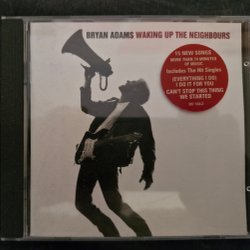 BRYAN ADAMS WAKING UP THE NEIGHBOURS
15 NEW SONGS
MORE THAN 74 MINUTES
OF MUSIC
Includes The Hit Singles
(EVERYTHING I DO)
I DO IT FOR YOU
CAN'T STOP THIS THING
WE STARTED